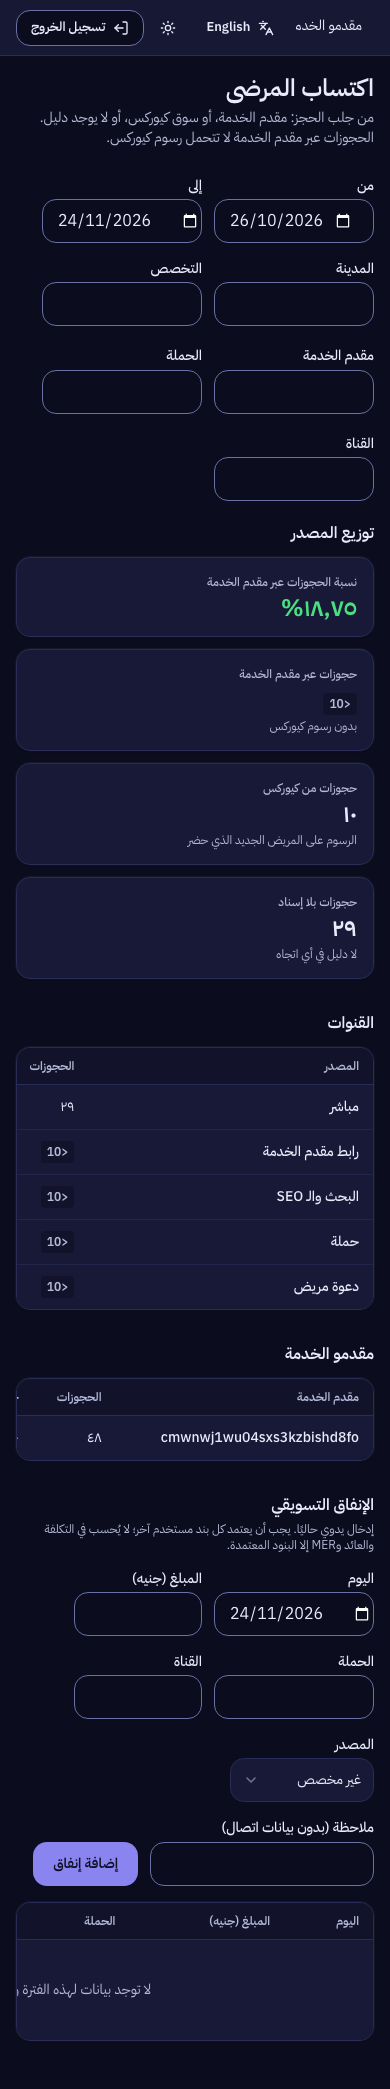 مقدمو الخدمة
English
تسجيل الخروج
اكتساب المرضى
من جلب الحجز: مقدم الخدمة، أو سوق كيوركس، أو لا يوجد دليل.
الحجوزات عبر مقدم الخدمة لا تتحمل رسوم كيوركس.
من
إلى
26/10/2026
24/11/2026
المدينة
التخصص
مقدم الخدمة
الحملة
القناة
توزيع المصدر
نسبة الحجوزات عبر مقدم الخدمة
١٨,٧٥%
حجوزات عبر مقدم الخدمة
<10
بدون رسوم كيوركس
حجوزات من كيوركس
١٠
الرسوم على المريض الجديد الذي حضر
حجوزات بلا إسناد
٢٩
لا دليل في أي اتجاه
القنوات
المصدر
الحجوزات
مباشر
٢٩
رابط مقدم الخدمة
<10
البحث والـ SEO
<10
حملة
<10
دعوة مريض
<10
مقدمو الخدمة
مقدم الخدمة
الحجوزات
cmwnwj1wu04sxs3kzbishd8fo
٤٨
الإنفاق التسويقي
إدخال يدوي حاليًا. يجب أن يعتمد كل بند مستخدم آخر؛ لا يُحسب في التكلفة
والعائد وMER إلا البنود المعتمدة.
اليوم
المبلغ (جنيه)
24/11/2026
الحملة
القناة
المصدر
غير مخصص
ملاحظة (بدون بيانات اتصال)
إضافة إنفاق
اليوم
المبلغ (جنيه)
الحملة
لا توجد بيانات لهذه الفترة